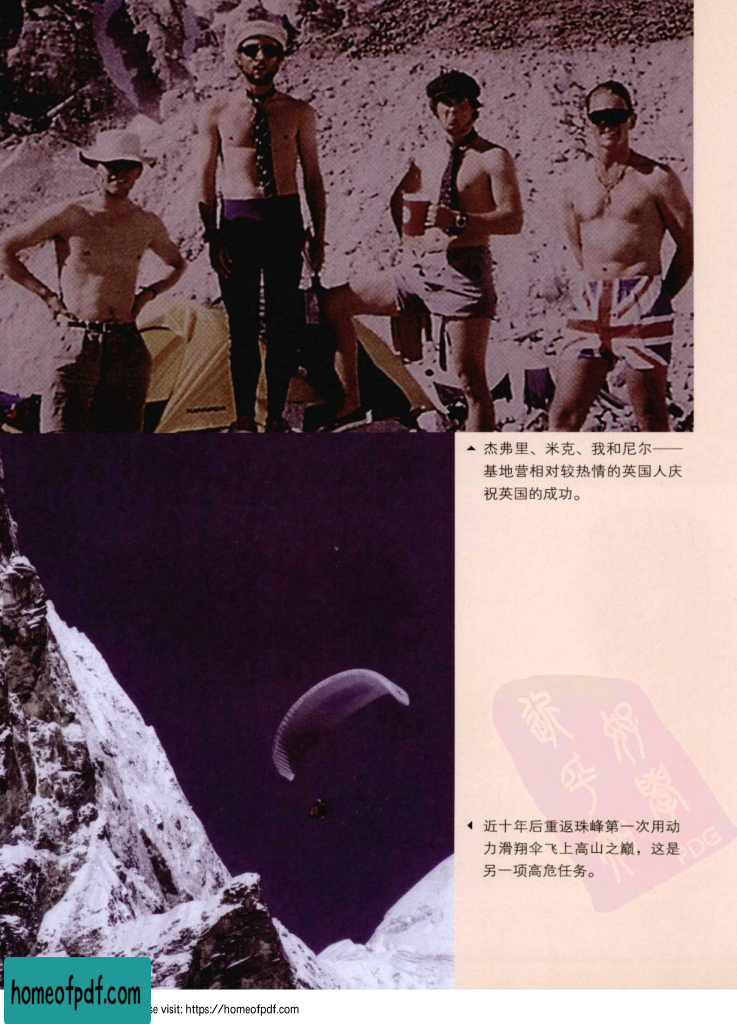 杰弗里、米克、我和尼尔——
基地营相对较热情的英国人庆
祝英国的成功。
近十年后重返珠峰第一次用动
力滑翔伞飞上高山之巅，这是
另一项高危任务。
PDG
homeofpdf.com
se visit: https://homeofpdf.com